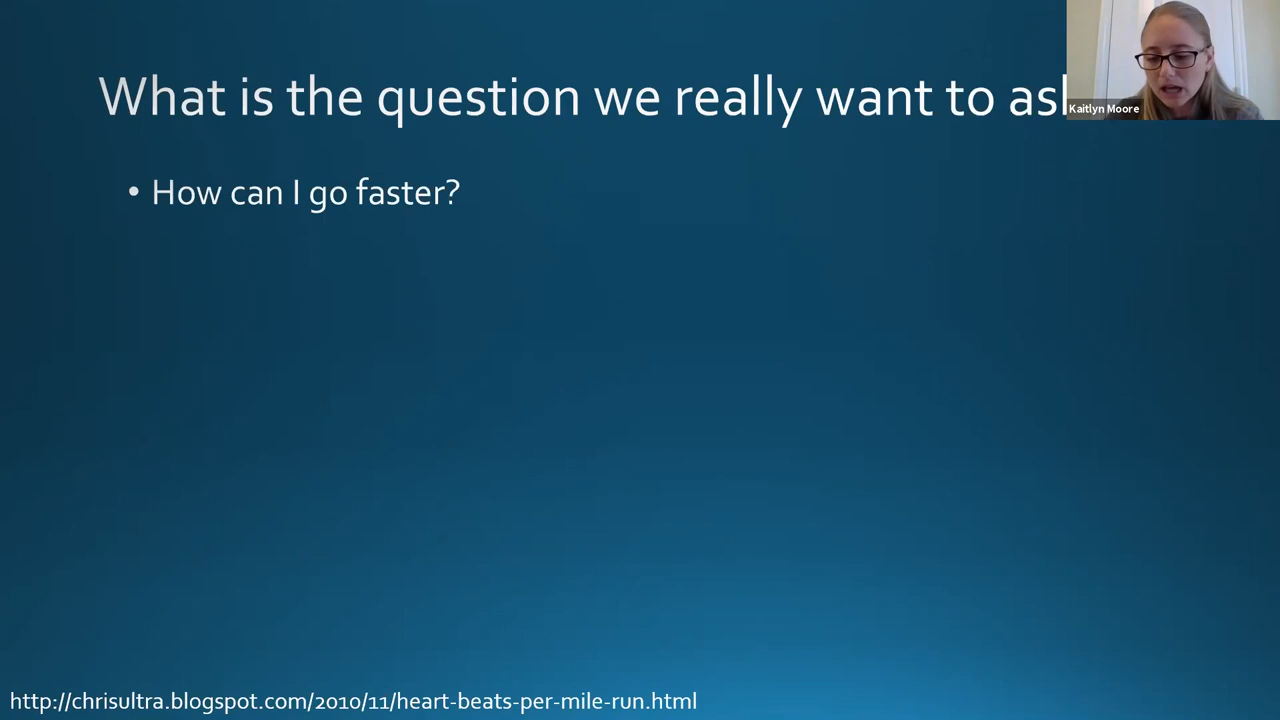 What is the question we really want to
Kaitlyn Moore
• How can I go faster?
http://chrisultra.blogspot.com/2010/11/heart-beats-per-mile-run.html